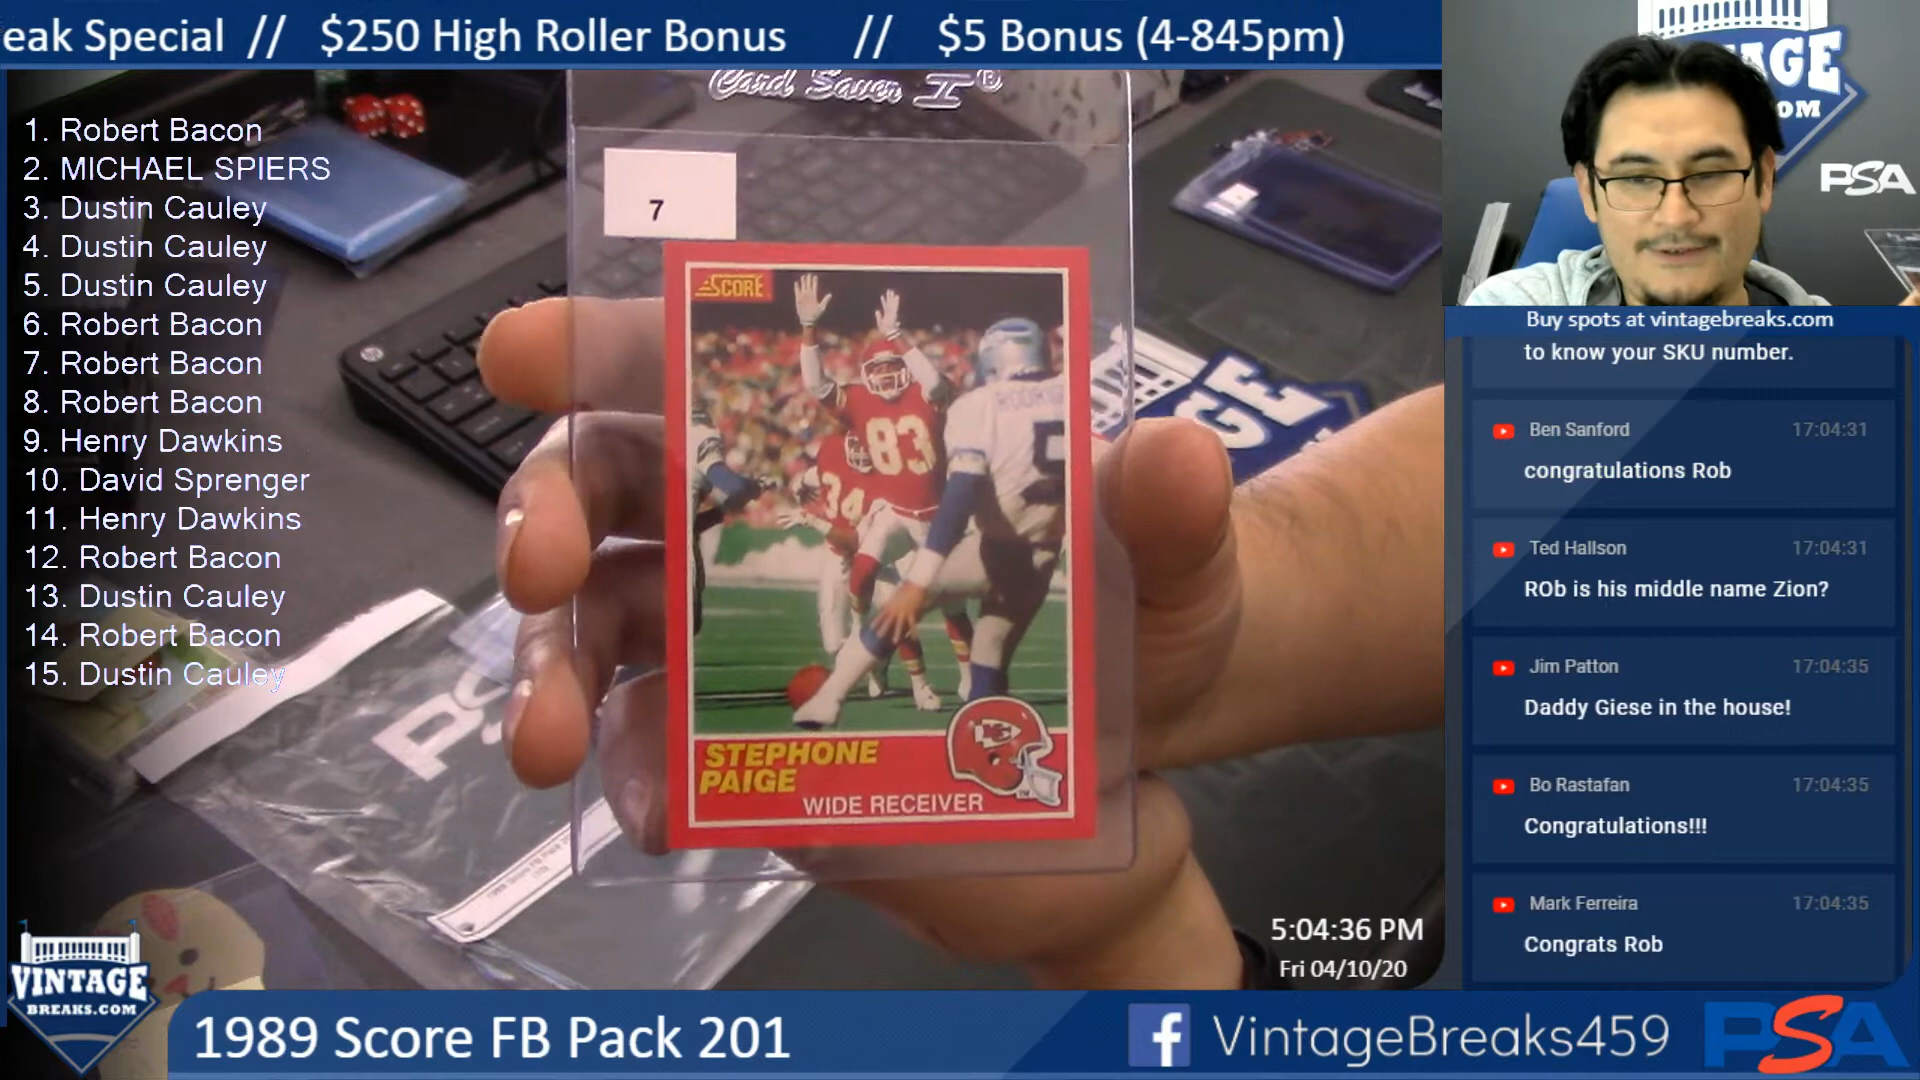 eak Special // $250 High Roller Bonus // $5 Bonus (4-845pm)
1. Robert Bacon
2. MICHAEL SPIERS
3. Dustin Cauley
4. Dustin Cauley
5. Dustin Cauley
6. Robert Bacon
7. Robert Bacon
8. Robert Bacon
9. Henry Dawkins
10. David Sprenger
11. Henry Dawkins
12. Robert Bacon
13. Dustin Cauley
14. Robert Bacon
15. Dustin Cauley
Card Saver I®
7
SCORE
83
34
5
STEPHONE
PAIGE
WIDE RECEIVER
PS
GE
AGE
OM
PSA
Buy spots at vintagebreaks.com
to know your SKU number.
Ben Sanford 17:04:31
congratulations Rob
Ted Hallson 17:04:31
ROb is his middle name Zion?
Jim Patton 17:04:35
Daddy Giese in the house!
Bo Rastafan 17:04:35
Congratulations!!!
Mark Ferreira 17:04:35
Congrats Rob
5:04:36 PM
Fri 04/10/20
VINTAGE
BREAKS.COM
1989 Score FB Pack 201
f VintageBreaks459
PSA